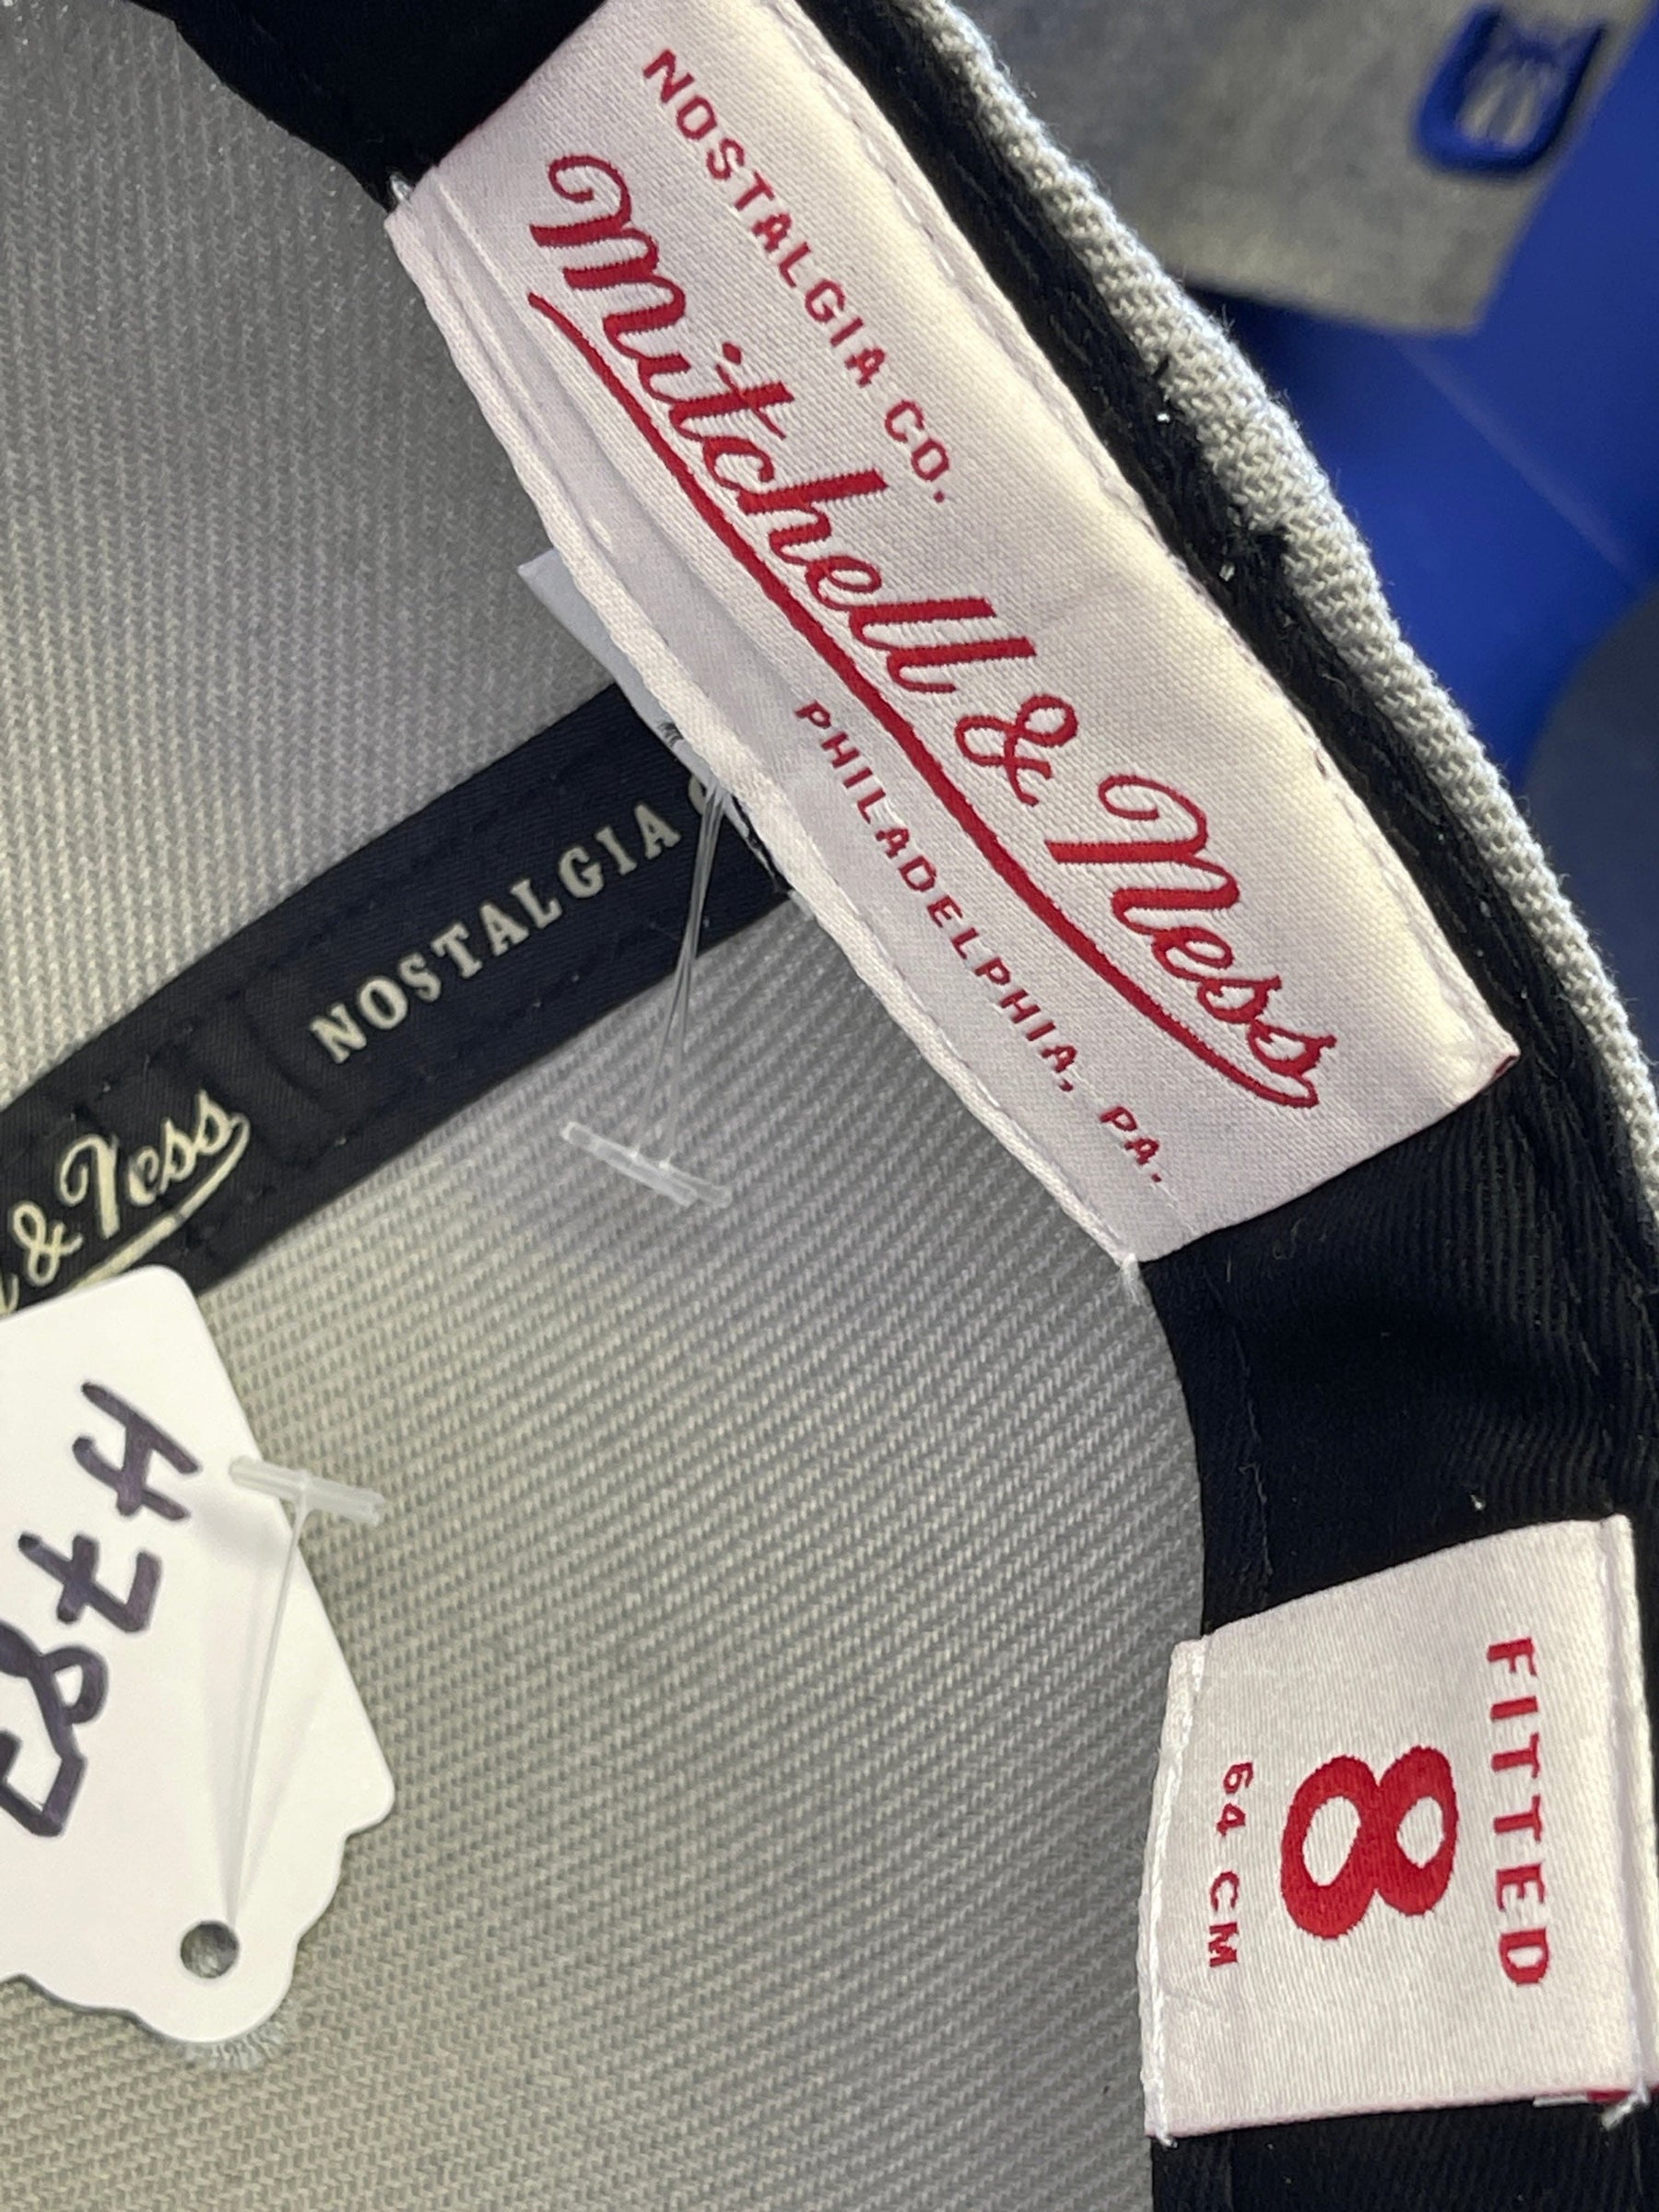 NOSTALGIA CO.
Mitchell & Ness
PHILADELPHIA, PA.
NOSTALGIA
& Ness
FITTED
8
64 CM